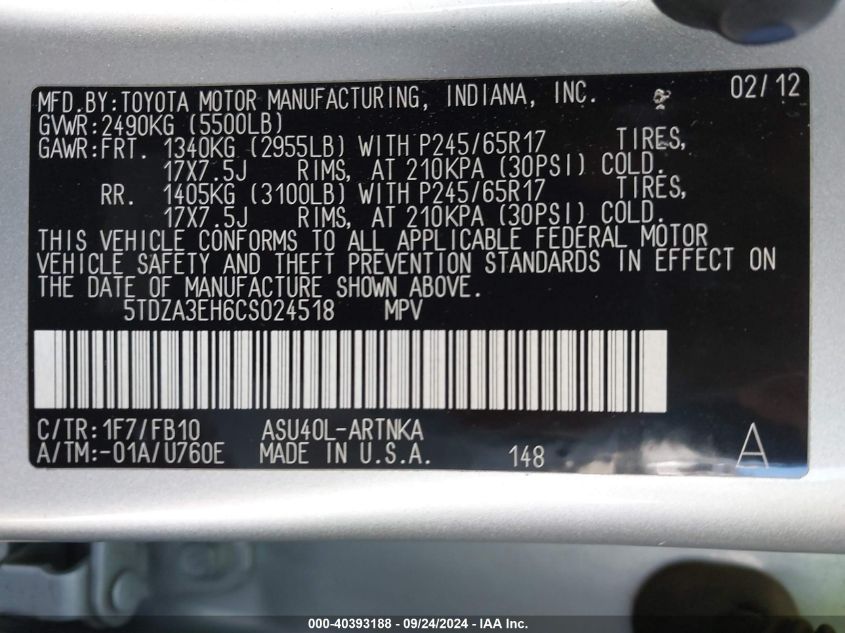 MFD.BY:TOYOTA MOTOR MANUFACTURING, INDIANA, INC. 02/12
GVWR:2490KG (5500LB)
GAWR:FRT. 1340KG (2955LB) WITH P245/65R17 TIRES,
17X7.5J RIMS, AT 210KPA (30PSI) COLD.
RR. 1405KG (3100LB) WITH P245/65R17 TIRES,
17X7.5J RIMS, AT 210KPA (30PSI) COLD.
THIS VEHICLE CONFORMS TO ALL APPLICABLE FEDERAL MOTOR
VEHICLE SAFETY AND THEFT PREVENTION STANDARDS IN EFFECT ON
THE DATE OF MANUFACTURE SHOWN ABOVE.
5TDZA3EH6CS024518 MPV
C/TR:1F7/FB10 ASU40L-ARTNKA
A/TM:-01A/U760E MADE IN U.S.A. 148 A
000-40393188 - 09/24/2024 - IAA Inc.